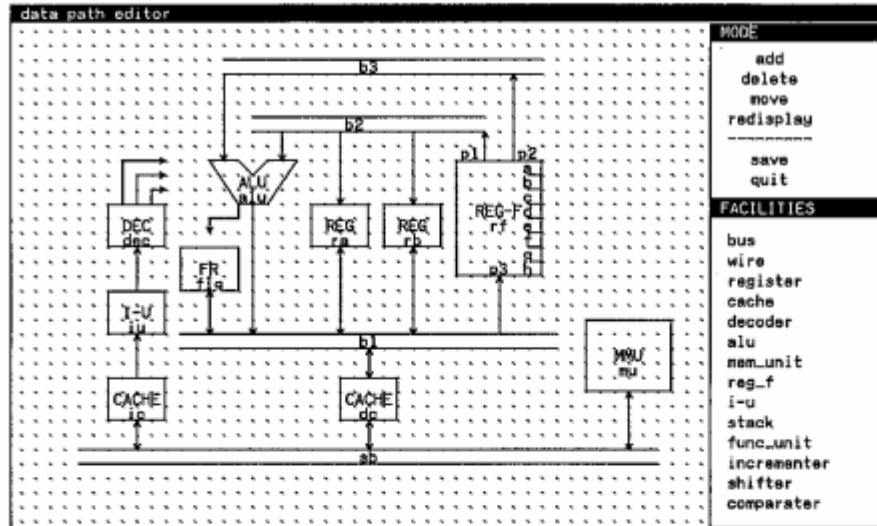 data path editor
MODE
add
delete
move
redisplay
---------
save
quit
FACILITIES
bus
wire
register
cache
decoder
alu
mem_unit
reg_f
i-u
stack
func_unit
incrementer
shifter
comparater
b3
b2
p1 p2
ALU
DEC
dec
REG
ra
REG
rb
REG-F
rf
a
b
c
d
e
f
g
h
p3
FR
I-U
iu
b1
MMU
mu
CACHE
ic
CACHE
dc
sb